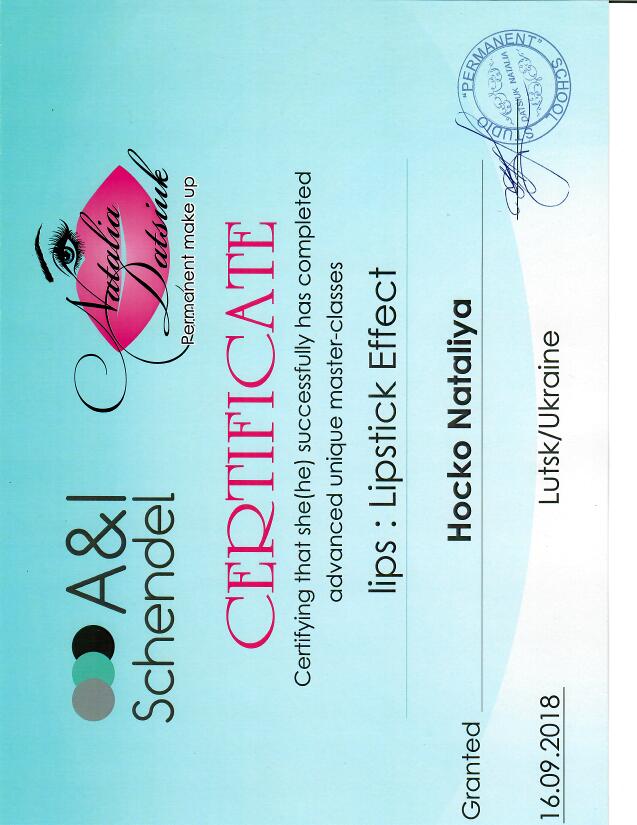 A&I
Schendel
Natalia
Datsiuk
Permanent make up
CERTIFICATE
Certifying that she(he) successfully has completed
advanced unique master-classes
lips : Lipstick Effect
Granted Hocko Nataliya
16.09.2018 Lutsk/Ukraine
STUDIO "PERMANENT" SCHOOL
DATSIUK NATALIA